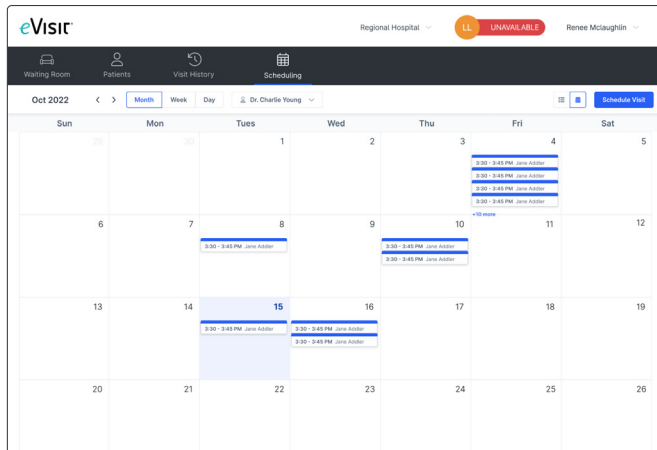 eVisit
Regional Hospital
LL UNAVAILABLE
Renee Mclaughlin
Waiting Room
Patients
Visit History
Scheduling
Oct 2022
Month Week Day
Dr. Charlie Young
Schedule Visit
Sun Mon Tues Wed Thu Fri Sat
29 30 1 2 3 4 5
3:30 - 3:45 PM Jane Addler
3:30 - 3:45 PM Jane Addler
3:30 - 3:45 PM Jane Addler
3:30 - 3:45 PM Jane Addler
+10 more
6 7 8 9 10 11 12
3:30 - 3:45 PM Jane Addler
3:30 - 3:45 PM Jane Addler
3:30 - 3:45 PM Jane Addler
13 14 15 16 17 18 19
3:30 - 3:45 PM Jane Addler
3:30 - 3:45 PM Jane Addler
3:30 - 3:45 PM Jane Addler
20 21 22 23 24 25 26